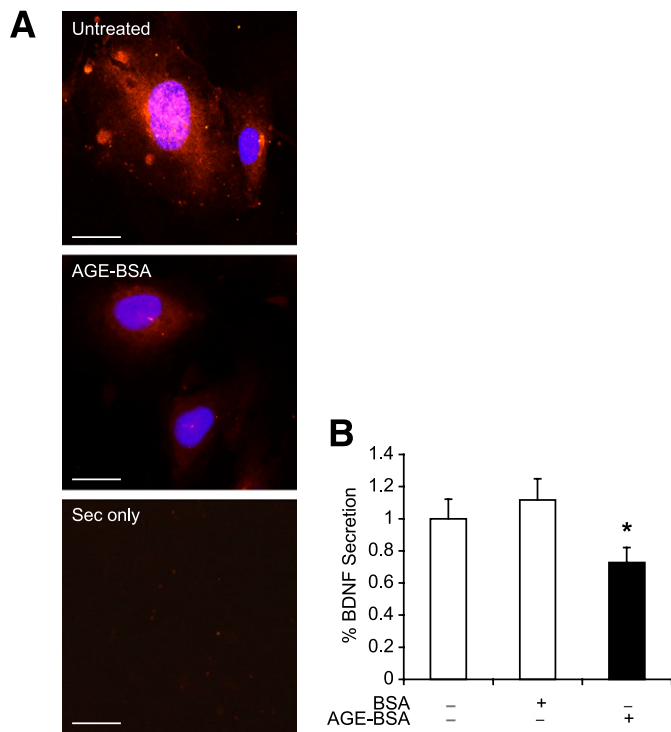 A
Untreated
AGE-BSA
Sec only
B
% BDNF Secretion
1.4
1.2
1
0.8
0.6
0.4
0.2
0
*
BSA – + –
AGE-BSA – – +